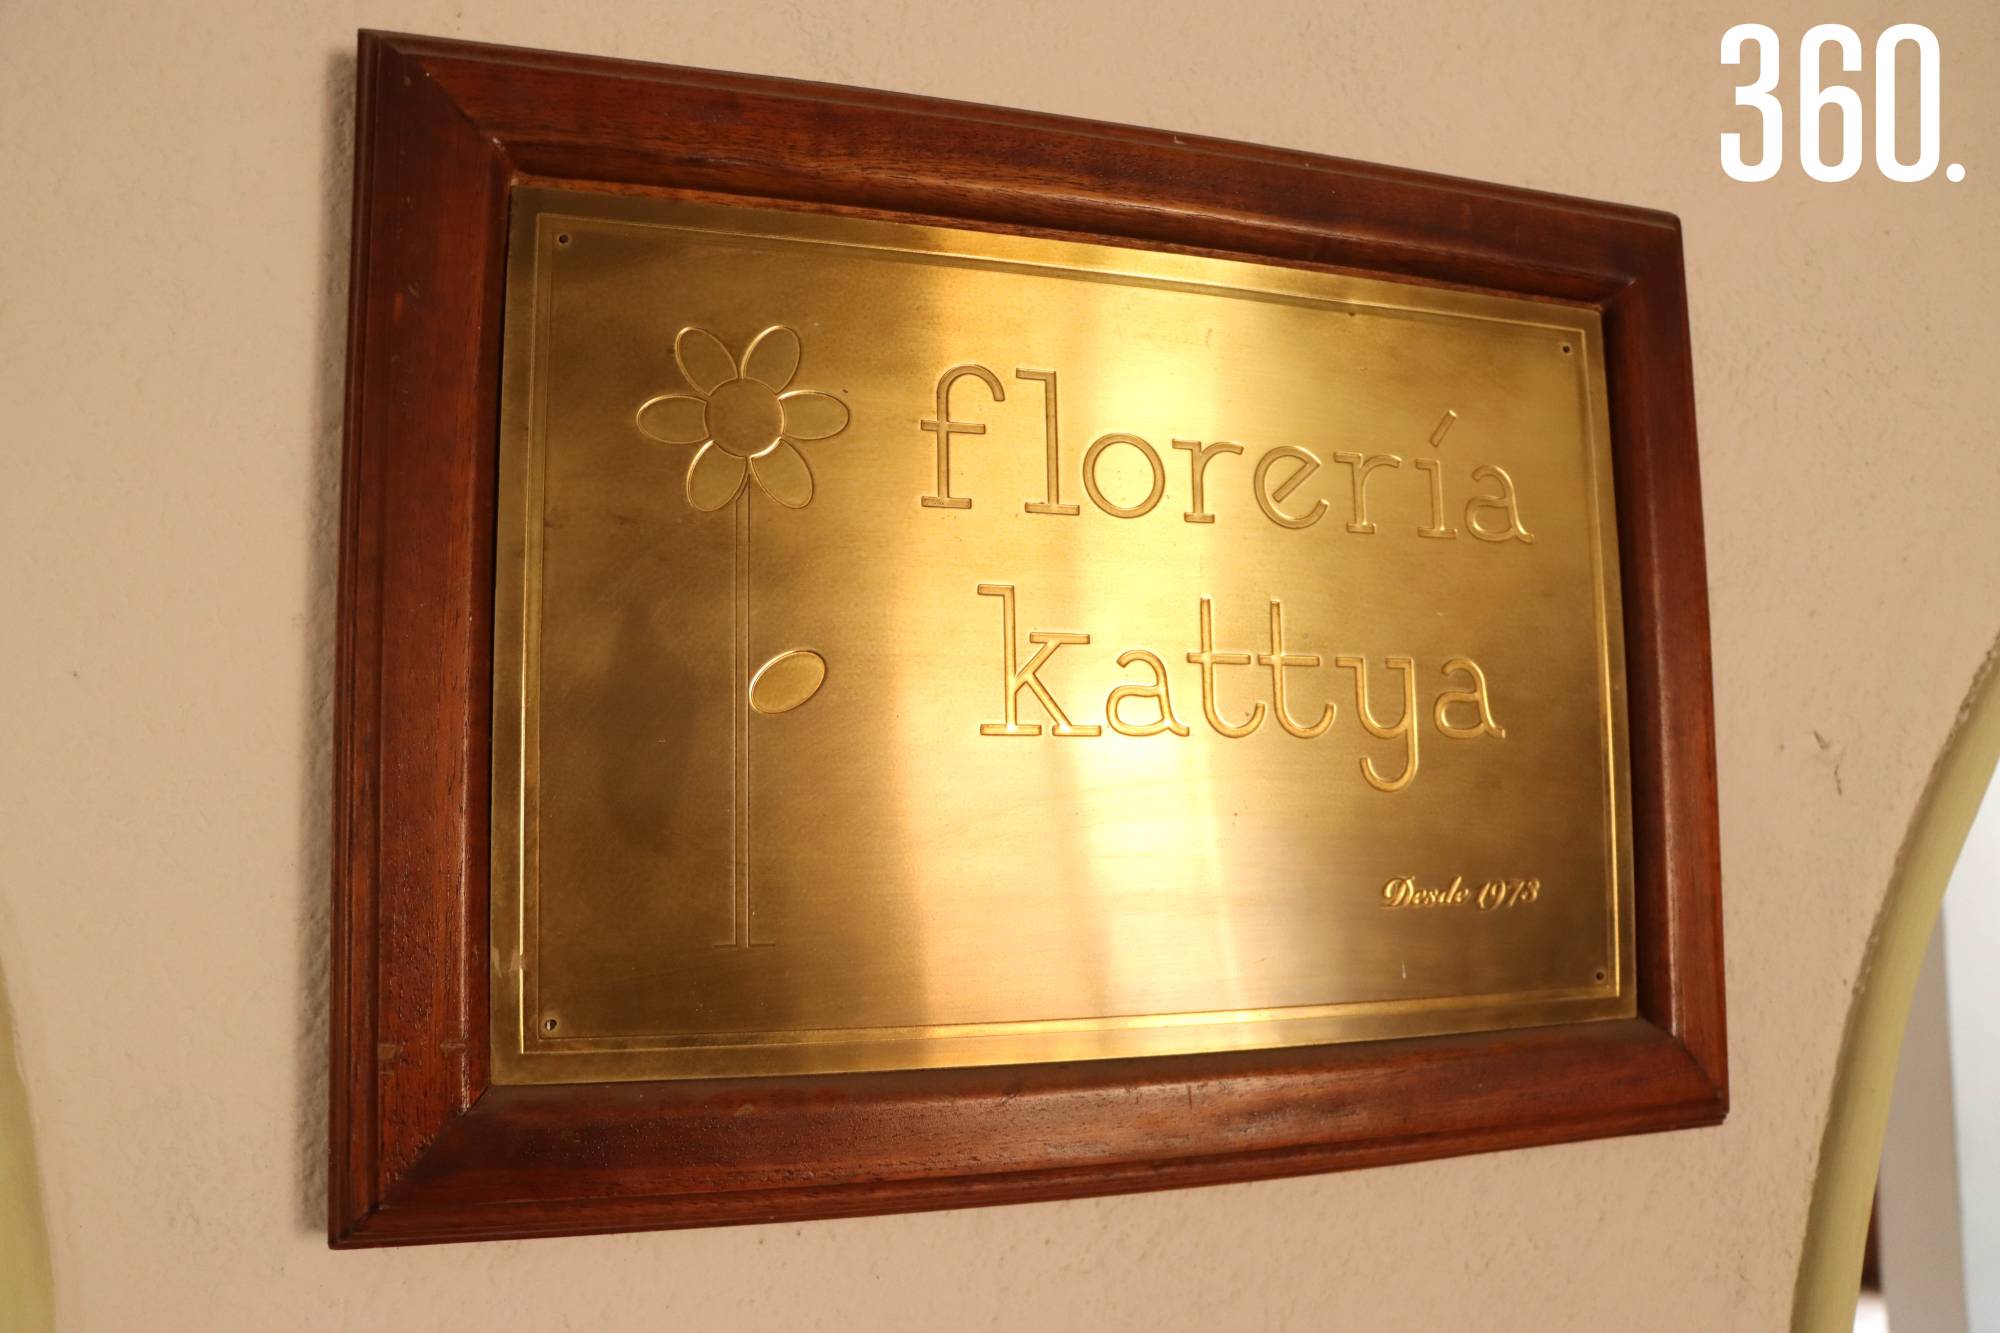 360.
florería
kattya
Desde 1973